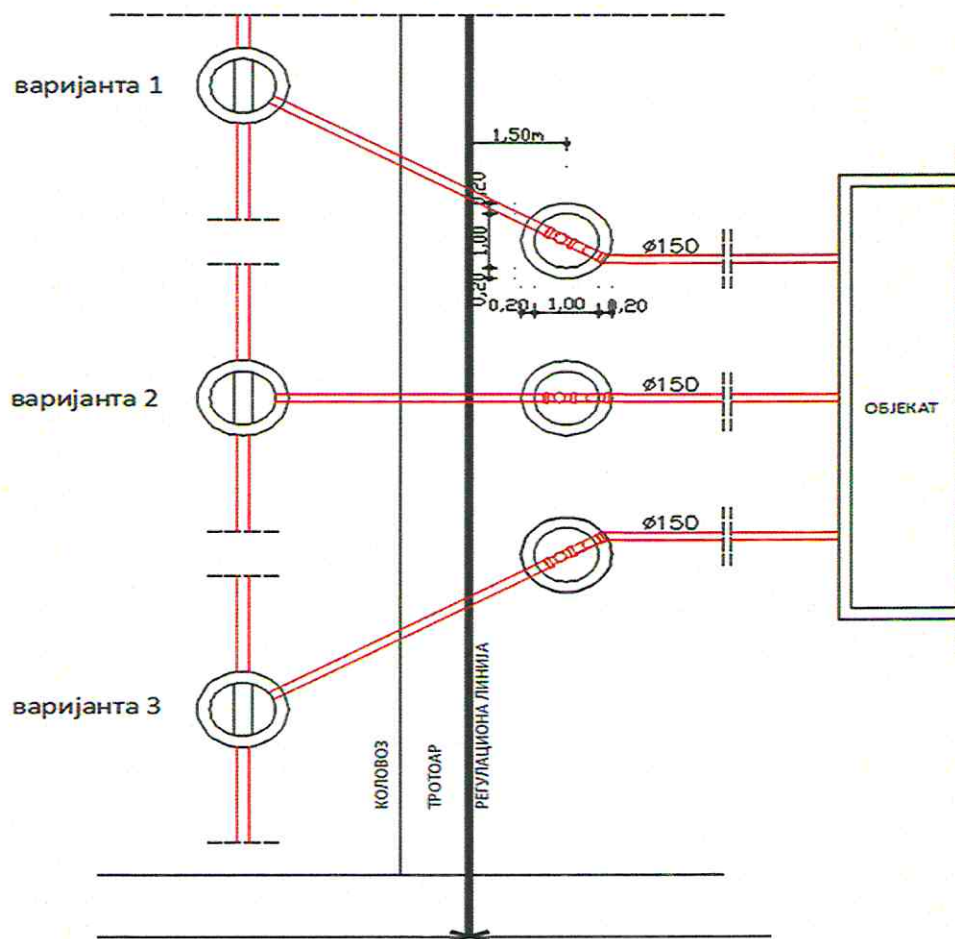 варијанта 1
1,50m
0,20
1,00
0,20
ø150
0,20
1,00
0,20
варијанта 2
ø150
ОБЈЕКАТ
ø150
варијанта 3
КОЛОВОЗ
ТРОТОАР
РЕГУЛАЦИОНА ЛИНИЈА